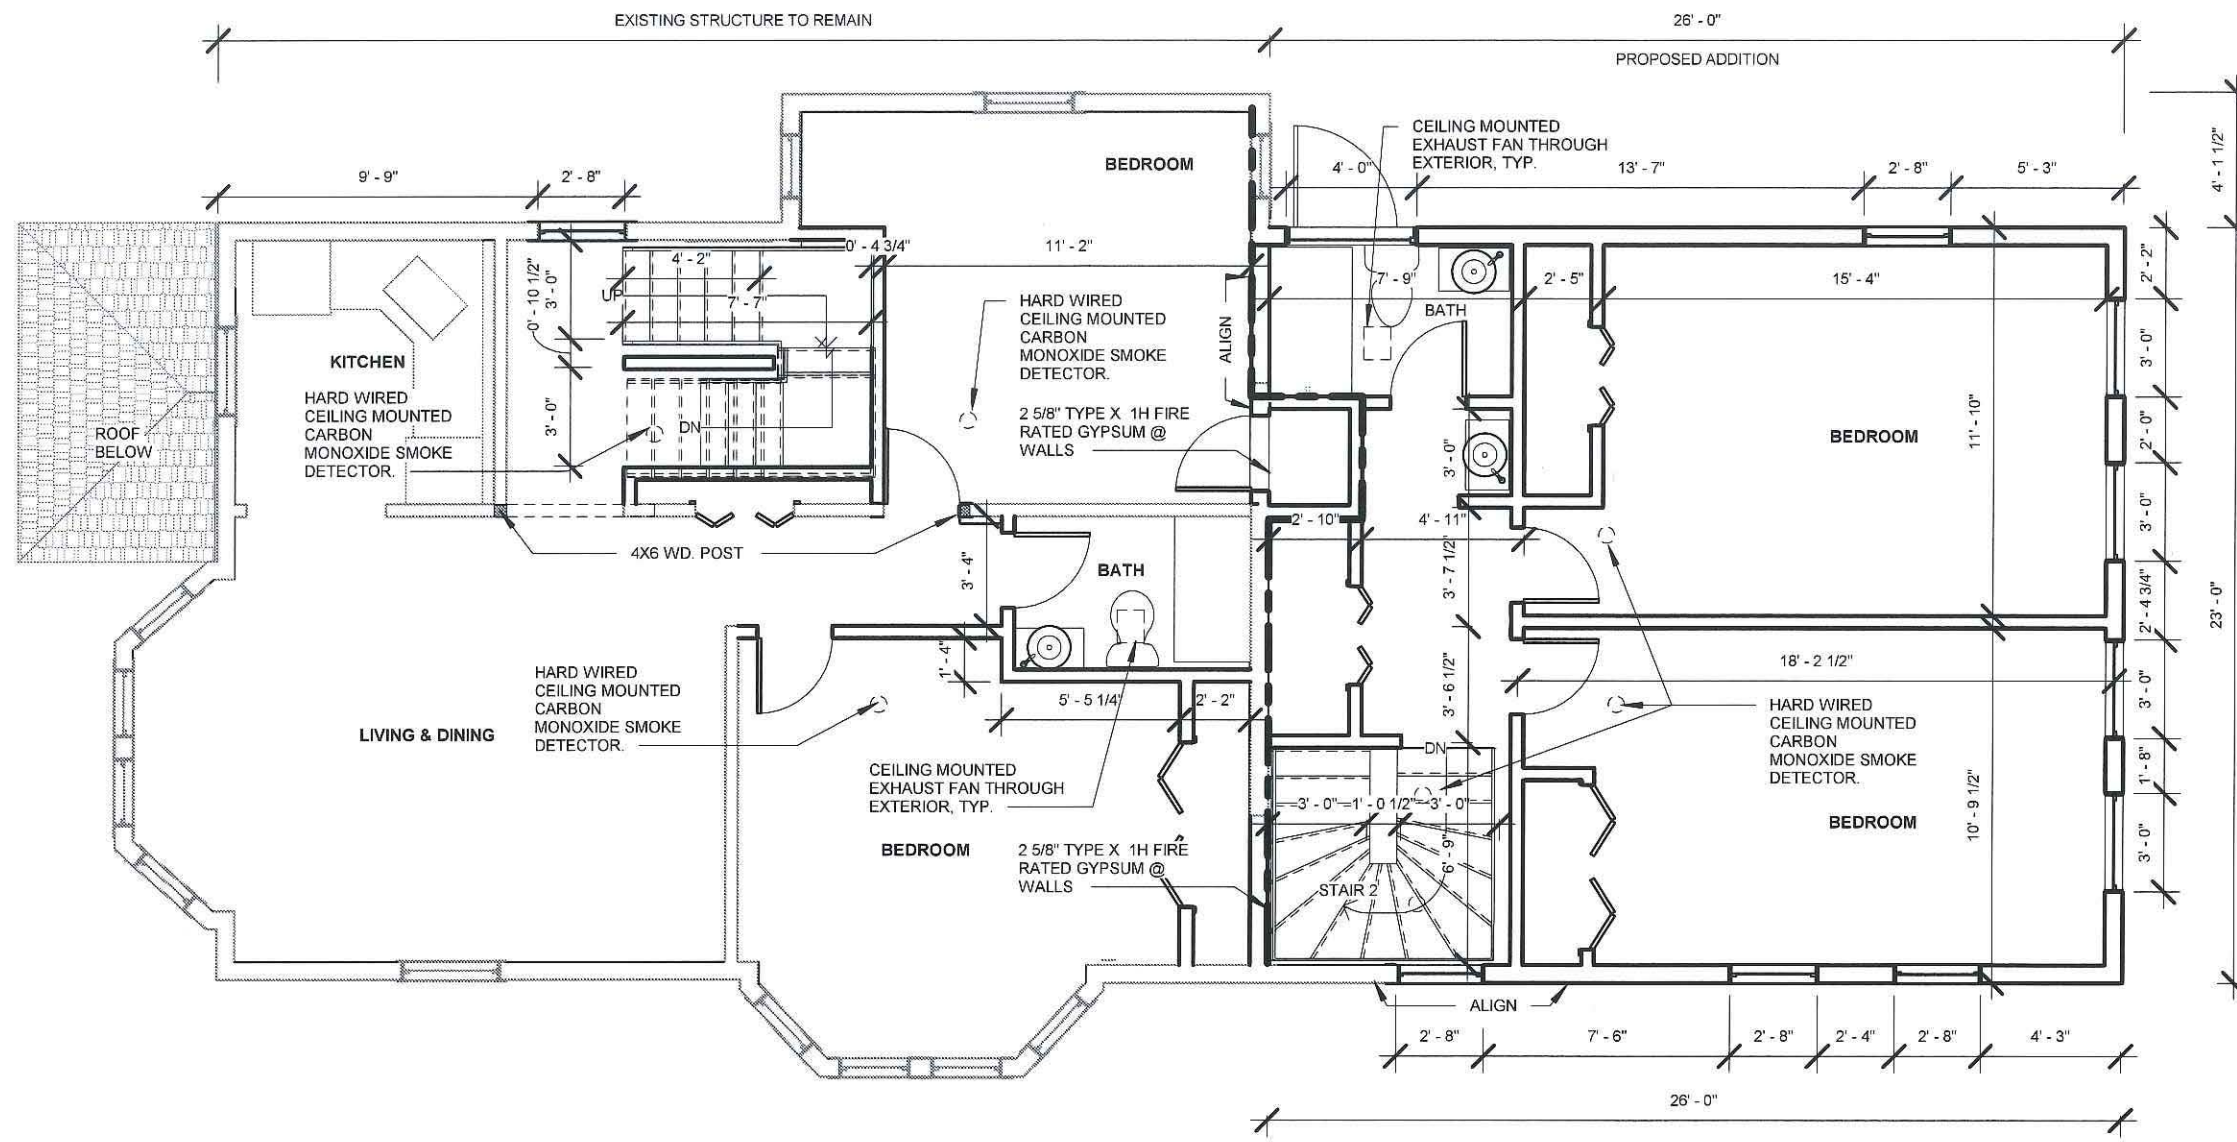 EXISTING STRUCTURE TO REMAIN
26' - 0"
PROPOSED ADDITION
CEILING MOUNTED
EXHAUST FAN THROUGH
EXTERIOR, TYP.
BEDROOM
9' - 9"
2' - 8"
4' - 0"
13' - 7"
2' - 8"
5' - 3"
4' - 1 1/2"
0' - 4 3/4"
11' - 2"
4' - 2"
UP
7' - 7"
0' - 10 1/2"
3' - 0"
3' - 0"
DN
7' - 9"
BATH
2' - 5"
15' - 4"
2' - 2"
3' - 0"
2' - 0"
3' - 0"
2' - 4 3/4"
3' - 0"
1' - 8"
3' - 0"
23' - 0"
ALIGN
HARD WIRED
CEILING MOUNTED
CARBON
MONOXIDE SMOKE
DETECTOR.
KITCHEN
HARD WIRED
CEILING MOUNTED
CARBON
MONOXIDE SMOKE
DETECTOR.
ROOF
BELOW
2 5/8" TYPE X 1H FIRE
RATED GYPSUM @
WALLS
3' - 0"
BEDROOM
11' - 10"
2' - 10"
4' - 11"
4X6 WD. POST
3' - 4"
BATH
3' - 7 1/2"
1' - 4"
3' - 6 1/2"
18' - 2 1/2"
HARD WIRED
CEILING MOUNTED
CARBON
MONOXIDE SMOKE
DETECTOR.
5' - 5 1/4"
2' - 2"
HARD WIRED
CEILING MOUNTED
CARBON
MONOXIDE SMOKE
DETECTOR.
LIVING & DINING
DN
CEILING MOUNTED
EXHAUST FAN THROUGH
EXTERIOR, TYP.
3' - 0"
1' - 0 1/2"
3' - 0"
BEDROOM
10' - 9 1/2"
BEDROOM
2 5/8" TYPE X 1H FIRE
RATED GYPSUM @
WALLS
6' - 9"
STAIR 2
ALIGN
2' - 8"
7' - 6"
2' - 8"
2' - 4"
2' - 8"
4' - 3"
26' - 0"